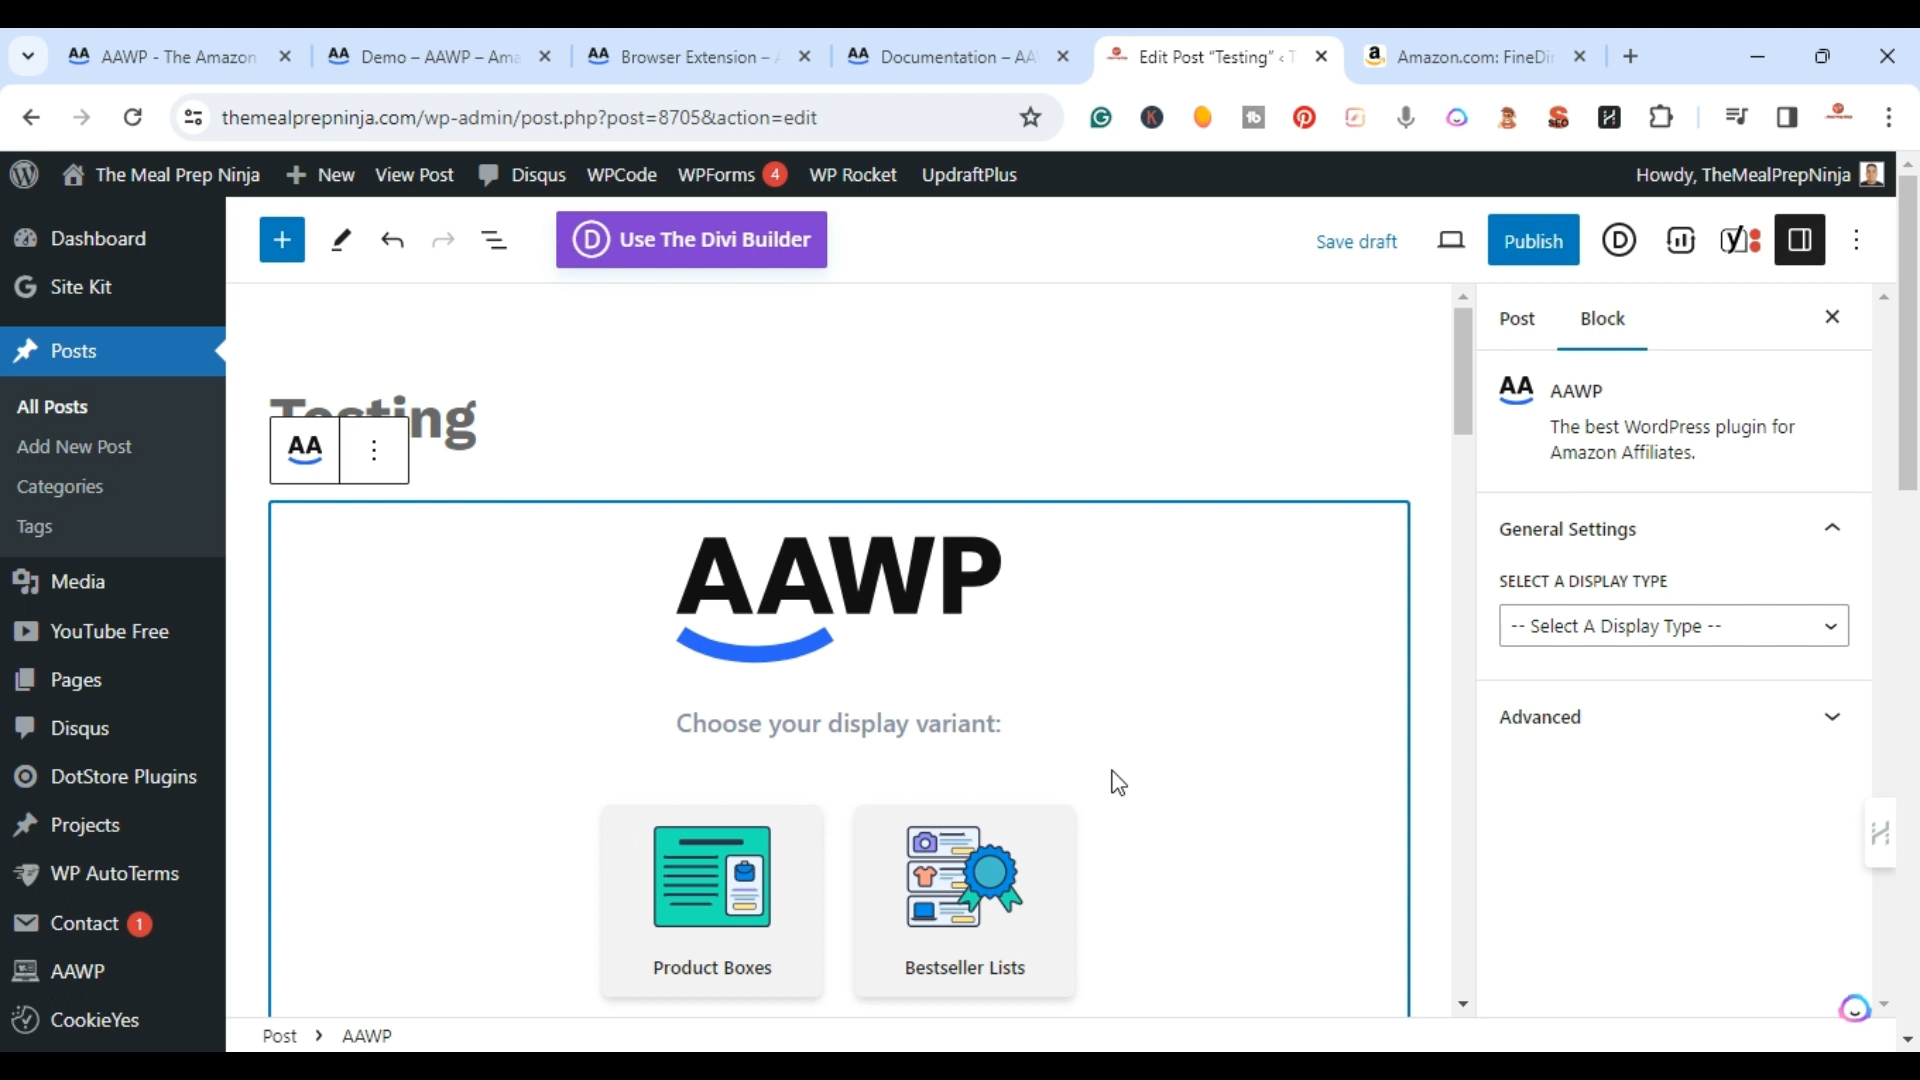 AA AAWP - The Amazon
AA Demo – AAWP – Ama
AA Browser Extension –
AA Documentation – AA
Edit Post “Testing” ‹ T
Amazon.com: FineDi
themealprepninja.com/wp-admin/post.php?post=8705&action=edit
The Meal Prep Ninja
New
View Post
Disqus
WPCode
WPForms 4
WP Rocket
UpdraftPlus
Howdy, TheMealPrepNinja
Dashboard
Site Kit
Posts
All Posts
Add New Post
Categories
Tags
Media
YouTube Free
Pages
Disqus
DotStore Plugins
Projects
WP AutoTerms
Contact 1
AAWP
CookieYes
Use The Divi Builder
Save draft
Publish
Testing
AA
AAWP
Choose your display variant:
Product Boxes
Bestseller Lists
Post
Block
AA AAWP
The best WordPress plugin for
Amazon Affiliates.
General Settings
SELECT A DISPLAY TYPE
-- Select A Display Type --
Advanced
Post › AAWP